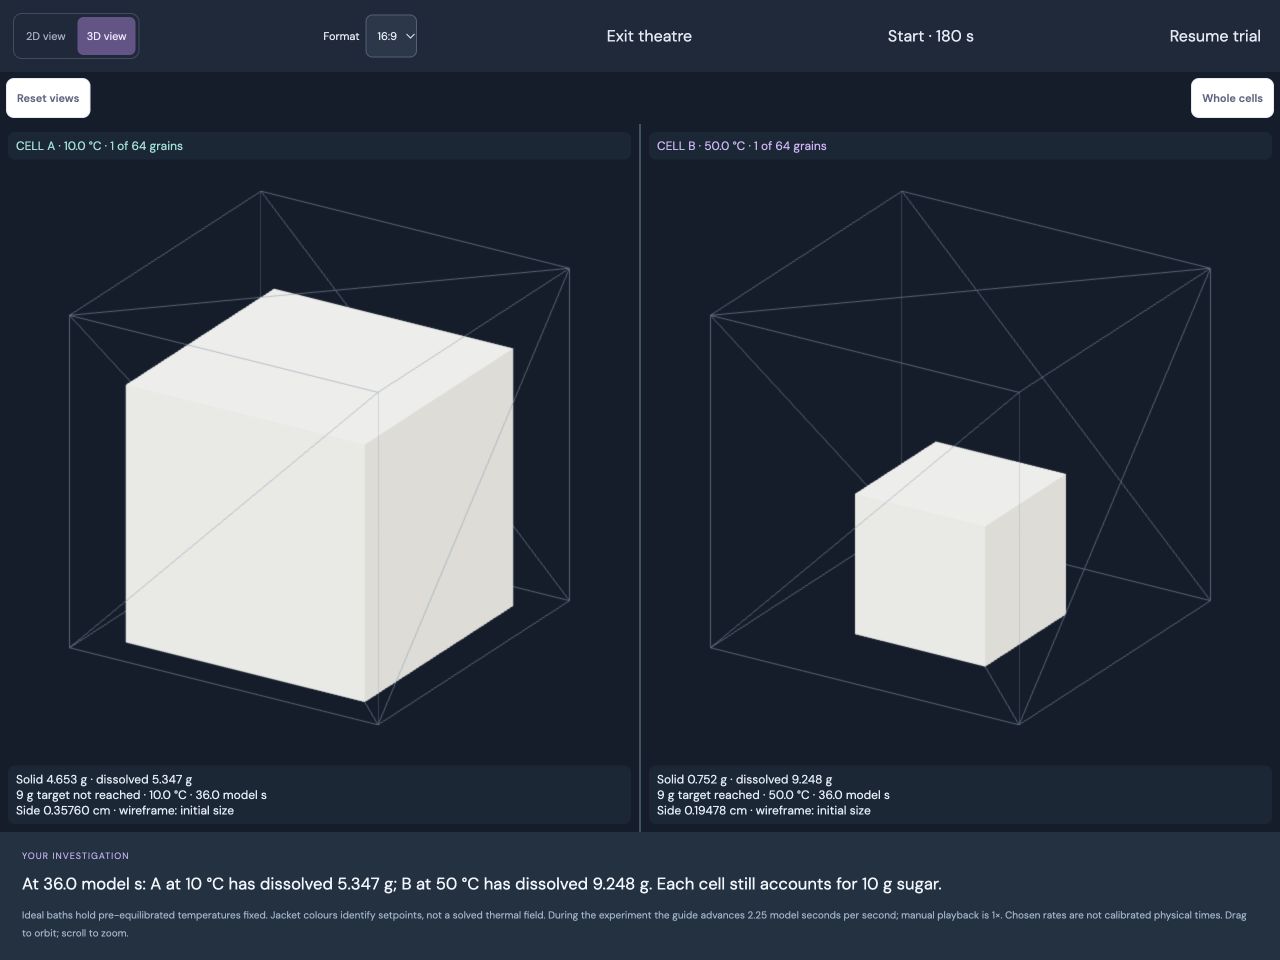 2D view
3D view
Format
16:9
Exit theatre
Start · 180 s
Resume trial
Reset views
Whole cells
CELL A · 10.0 °C · 1 of 64 grains
CELL B · 50.0 °C · 1 of 64 grains
Solid 4.653 g · dissolved 5.347 g
9 g target not reached · 10.0 °C · 36.0 model s
Side 0.35760 cm · wireframe: initial size
Solid 0.752 g · dissolved 9.248 g
9 g target reached · 50.0 °C · 36.0 model s
Side 0.19478 cm · wireframe: initial size
YOUR INVESTIGATION
At 36.0 model s: A at 10 °C has dissolved 5.347 g; B at 50 °C has dissolved 9.248 g. Each cell still accounts for 10 g sugar.
Ideal baths hold pre-equilibrated temperatures fixed. Jacket colours identify setpoints, not a solved thermal field. During the experiment the guide advances 2.25 model seconds per second; manual playback is 1×. Chosen rates are not calibrated physical times. Drag
to orbit; scroll to zoom.